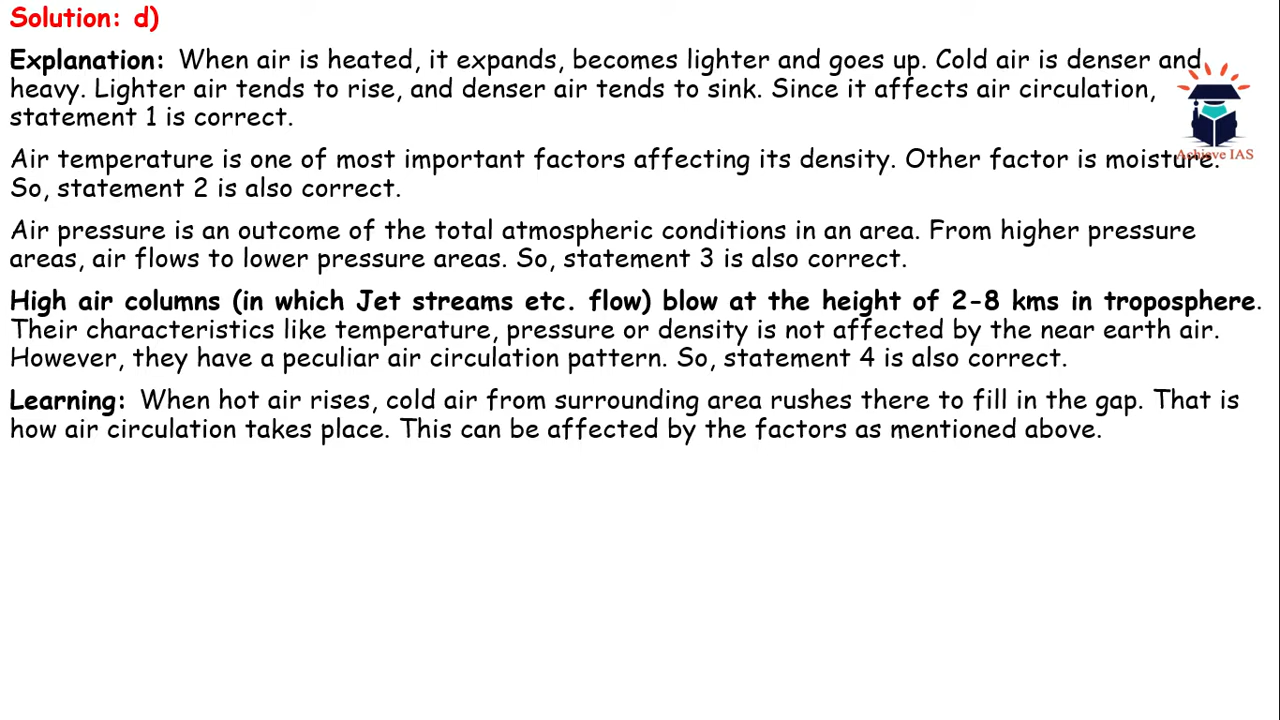 Solution: d)
Explanation: When air is heated, it expands, becomes lighter and goes up. Cold air is denser and
heavy. Lighter air tends to rise, and denser air tends to sink. Since it affects air circulation,
statement 1 is correct.
Air temperature is one of most important factors affecting its density. Other factor is moisture.
So, statement 2 is also correct.
Air pressure is an outcome of the total atmospheric conditions in an area. From higher pressure
areas, air flows to lower pressure areas. So, statement 3 is also correct.
High air columns (in which Jet streams etc. flow) blow at the height of 2-8 kms in troposphere.
Their characteristics like temperature, pressure or density is not affected by the near earth air.
However, they have a peculiar air circulation pattern. So, statement 4 is also correct.
Learning: When hot air rises, cold air from surrounding area rushes there to fill in the gap. That is
how air circulation takes place. This can be affected by the factors as mentioned above.
Achieve IAS